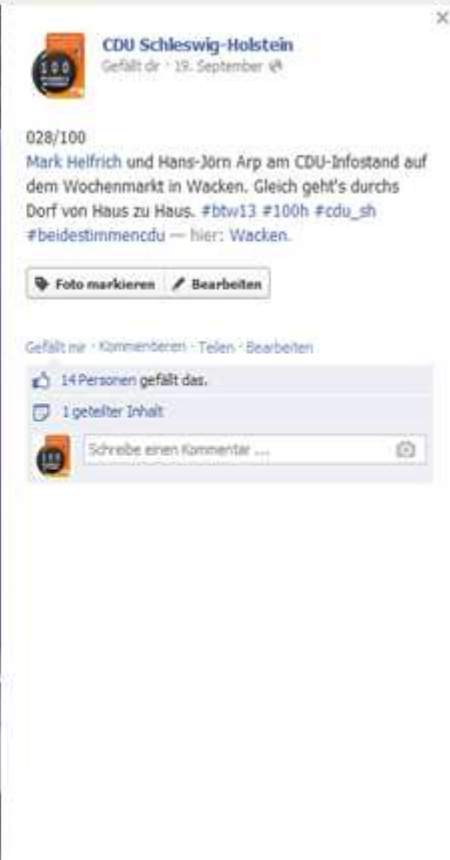 CDU Schleswig-Holstein
Gefällt dir · 19. September
100
028/100
Mark Helfrich und Hans-Jörn Arp am CDU-Infostand auf
dem Wochenmarkt in Wacken. Gleich geht's durchs
Dorf von Haus zu Haus. #btw13 #100h #cdu_sh
#beidestimmencdu — hier: Wacken.
Foto markieren Bearbeiten
Gefällt mir · Kommentieren · Teilen · Bearbeiten
14 Personen gefällt das.
1 geteilter Inhalt
100
Schreibe einen Kommentar ...